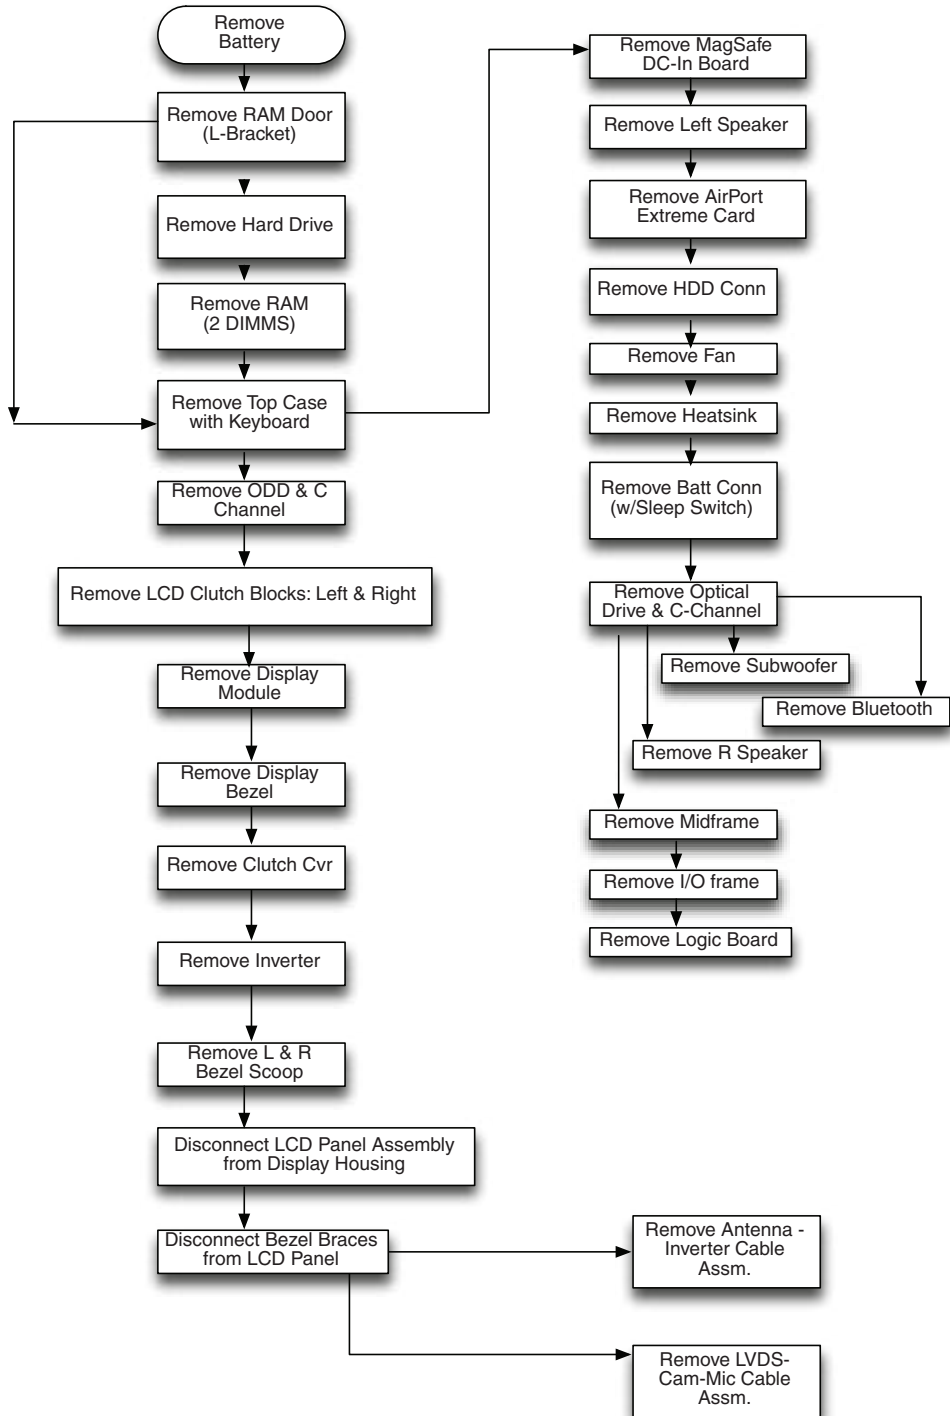 Remove
Battery
Remove RAM Door
(L-Bracket)
Remove Hard Drive
Remove RAM
(2 DIMMS)
Remove Top Case
with Keyboard
Remove ODD & C
Channel
Remove LCD Clutch Blocks: Left & Right
Remove Display
Module
Remove Display
Bezel
Remove Clutch Cvr
Remove Inverter
Remove L & R
Bezel Scoop
Disconnect LCD Panel Assembly
from Display Housing
Disconnect Bezel Braces
from LCD Panel
Remove MagSafe
DC-In Board
Remove Left Speaker
Remove AirPort
Extreme Card
Remove HDD Conn
Remove Fan
Remove Heatsink
Remove Batt Conn
(w/Sleep Switch)
Remove Optical
Drive & C-Channel
Remove Subwoofer
Remove Bluetooth
Remove R Speaker
Remove Midframe
Remove I/O frame
Remove Logic Board
Remove Antenna -
Inverter Cable
Assm.
Remove LVDS-
Cam-Mic Cable
Assm.